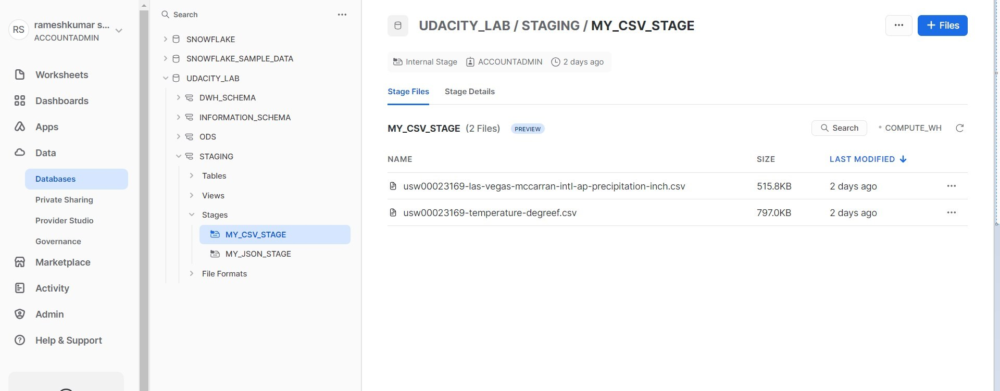 RS
rameshkumar s...
ACCOUNTADMIN
Worksheets
Dashboards
Apps
Data
Databases
Private Sharing
Provider Studio
Governance
Marketplace
Activity
Admin
Help & Support
Search
SNOWFLAKE
SNOWFLAKE_SAMPLE_DATA
UDACITY_LAB
DWH_SCHEMA
INFORMATION_SCHEMA
ODS
STAGING
Tables
Views
Stages
MY_CSV_STAGE
MY_JSON_STAGE
File Formats
UDACITY_LAB / STAGING / MY_CSV_STAGE
+ Files
Internal Stage ACCOUNTADMIN 2 days ago
Stage Files Stage Details
MY_CSV_STAGE (2 Files) PREVIEW Search COMPUTE_WH
NAME SIZE LAST MODIFIED
usw00023169-las-vegas-mccarran-intl-ap-precipitation-inch.csv 515.8KB 2 days ago
usw00023169-temperature-degreef.csv 797.0KB 2 days ago